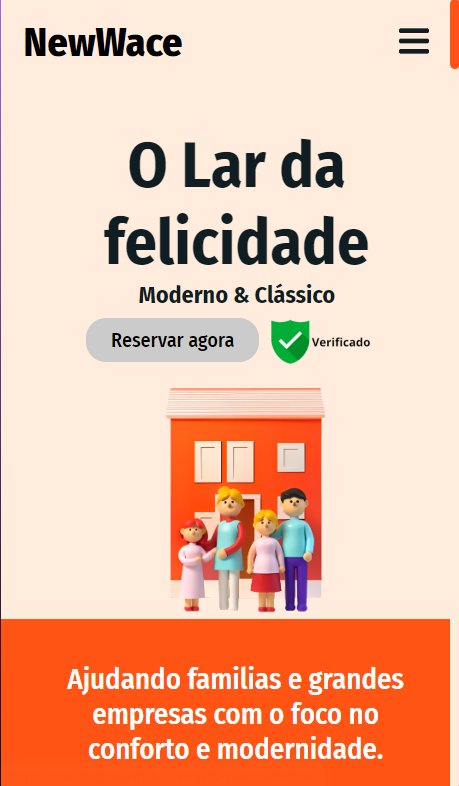 NewWace
O Lar da
felicidade
Moderno & Clássico
Reservar agora
Verificado
Ajudando familias e grandes
empresas com o foco no
conforto e modernidade.